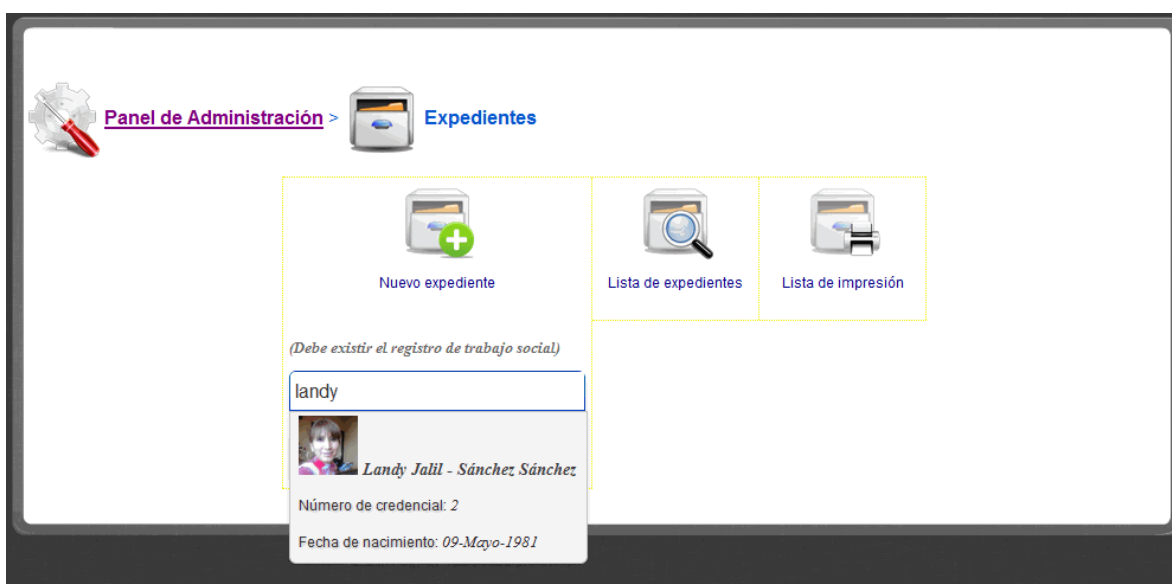 Panel de Administración > Expedientes
Nuevo expediente
Lista de expedientes
Lista de impresión
(Debe existir el registro de trabajo social)
landy
Landy Jalil - Sánchez Sánchez
Número de credencial: 2
Fecha de nacimiento: 09-Mayo-1981